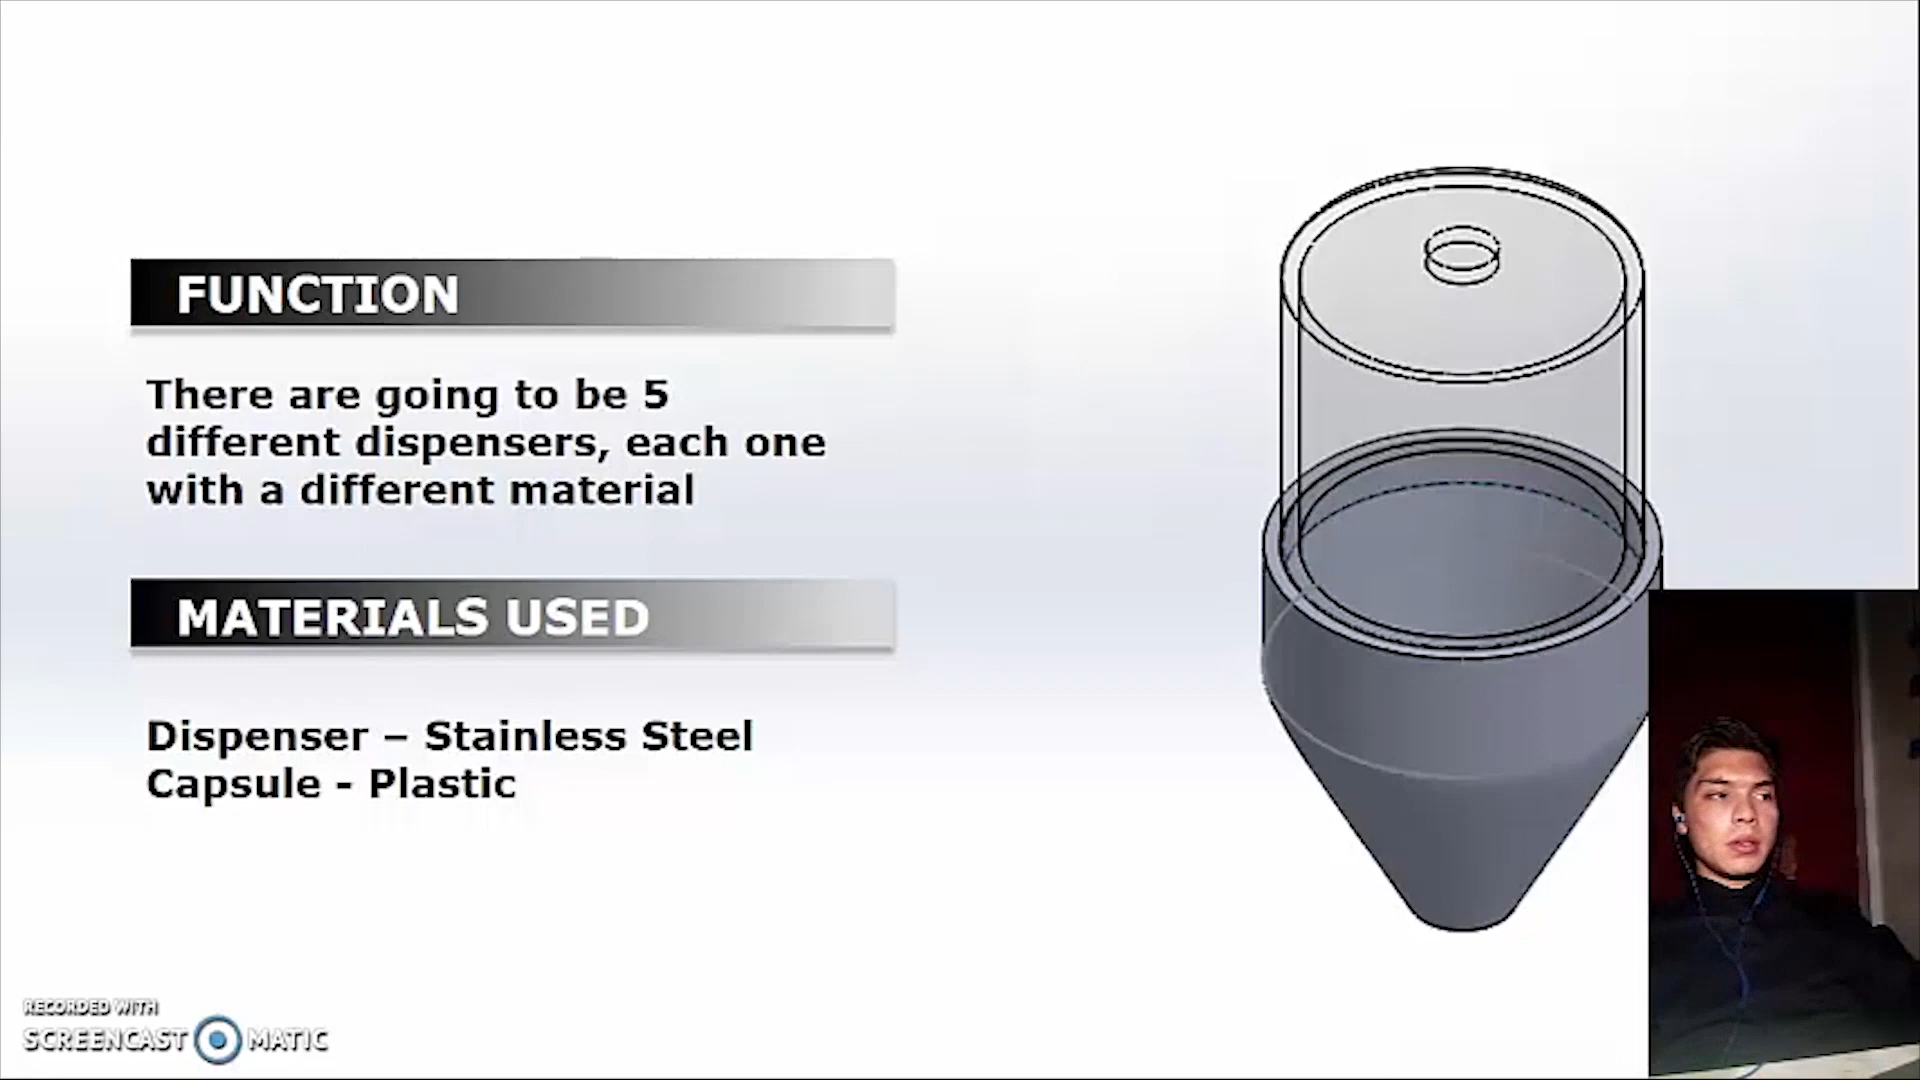 FUNCTION
There are going to be 5
different dispensers, each one
with a different material
MATERIALS USED
Dispenser – Stainless Steel
Capsule - Plastic
RECORDED WITH
SCREENCAST MATIC